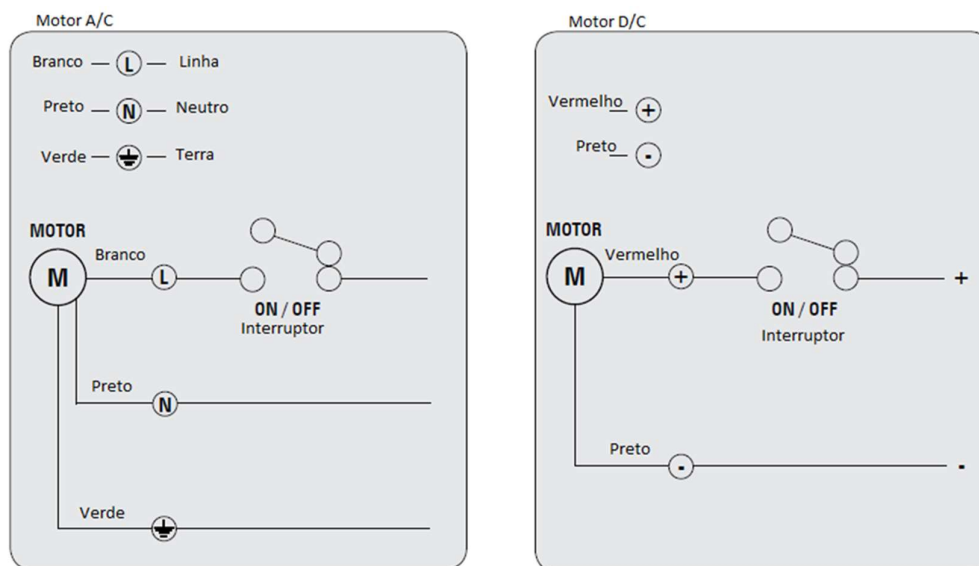 Motor A/C
Branco L Linha
Preto N Neutro
Verde Terra
MOTOR
M
Branco
L
ON / OFF
Interruptor
Preto
N
Verde
Motor D/C
Vermelho +
Preto -
MOTOR
M
Vermelho
+
+
ON / OFF
Interruptor
Preto
-
-